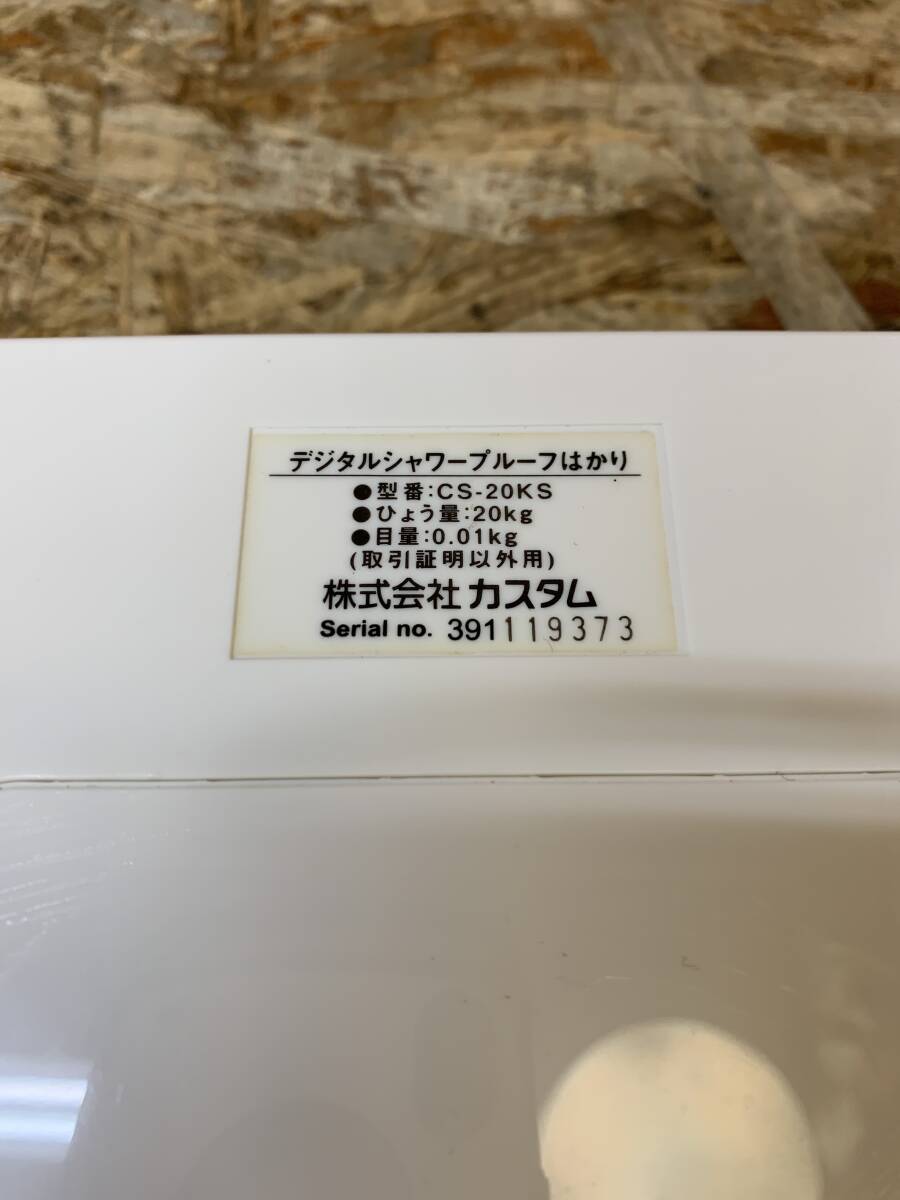 デジタルシャワープルーフはかり
●型番:CS-20KS
●ひょう量:20kg
●目量:0.01kg
(取引証明以外用)
株式会社カスタム
Serial no. 391119373